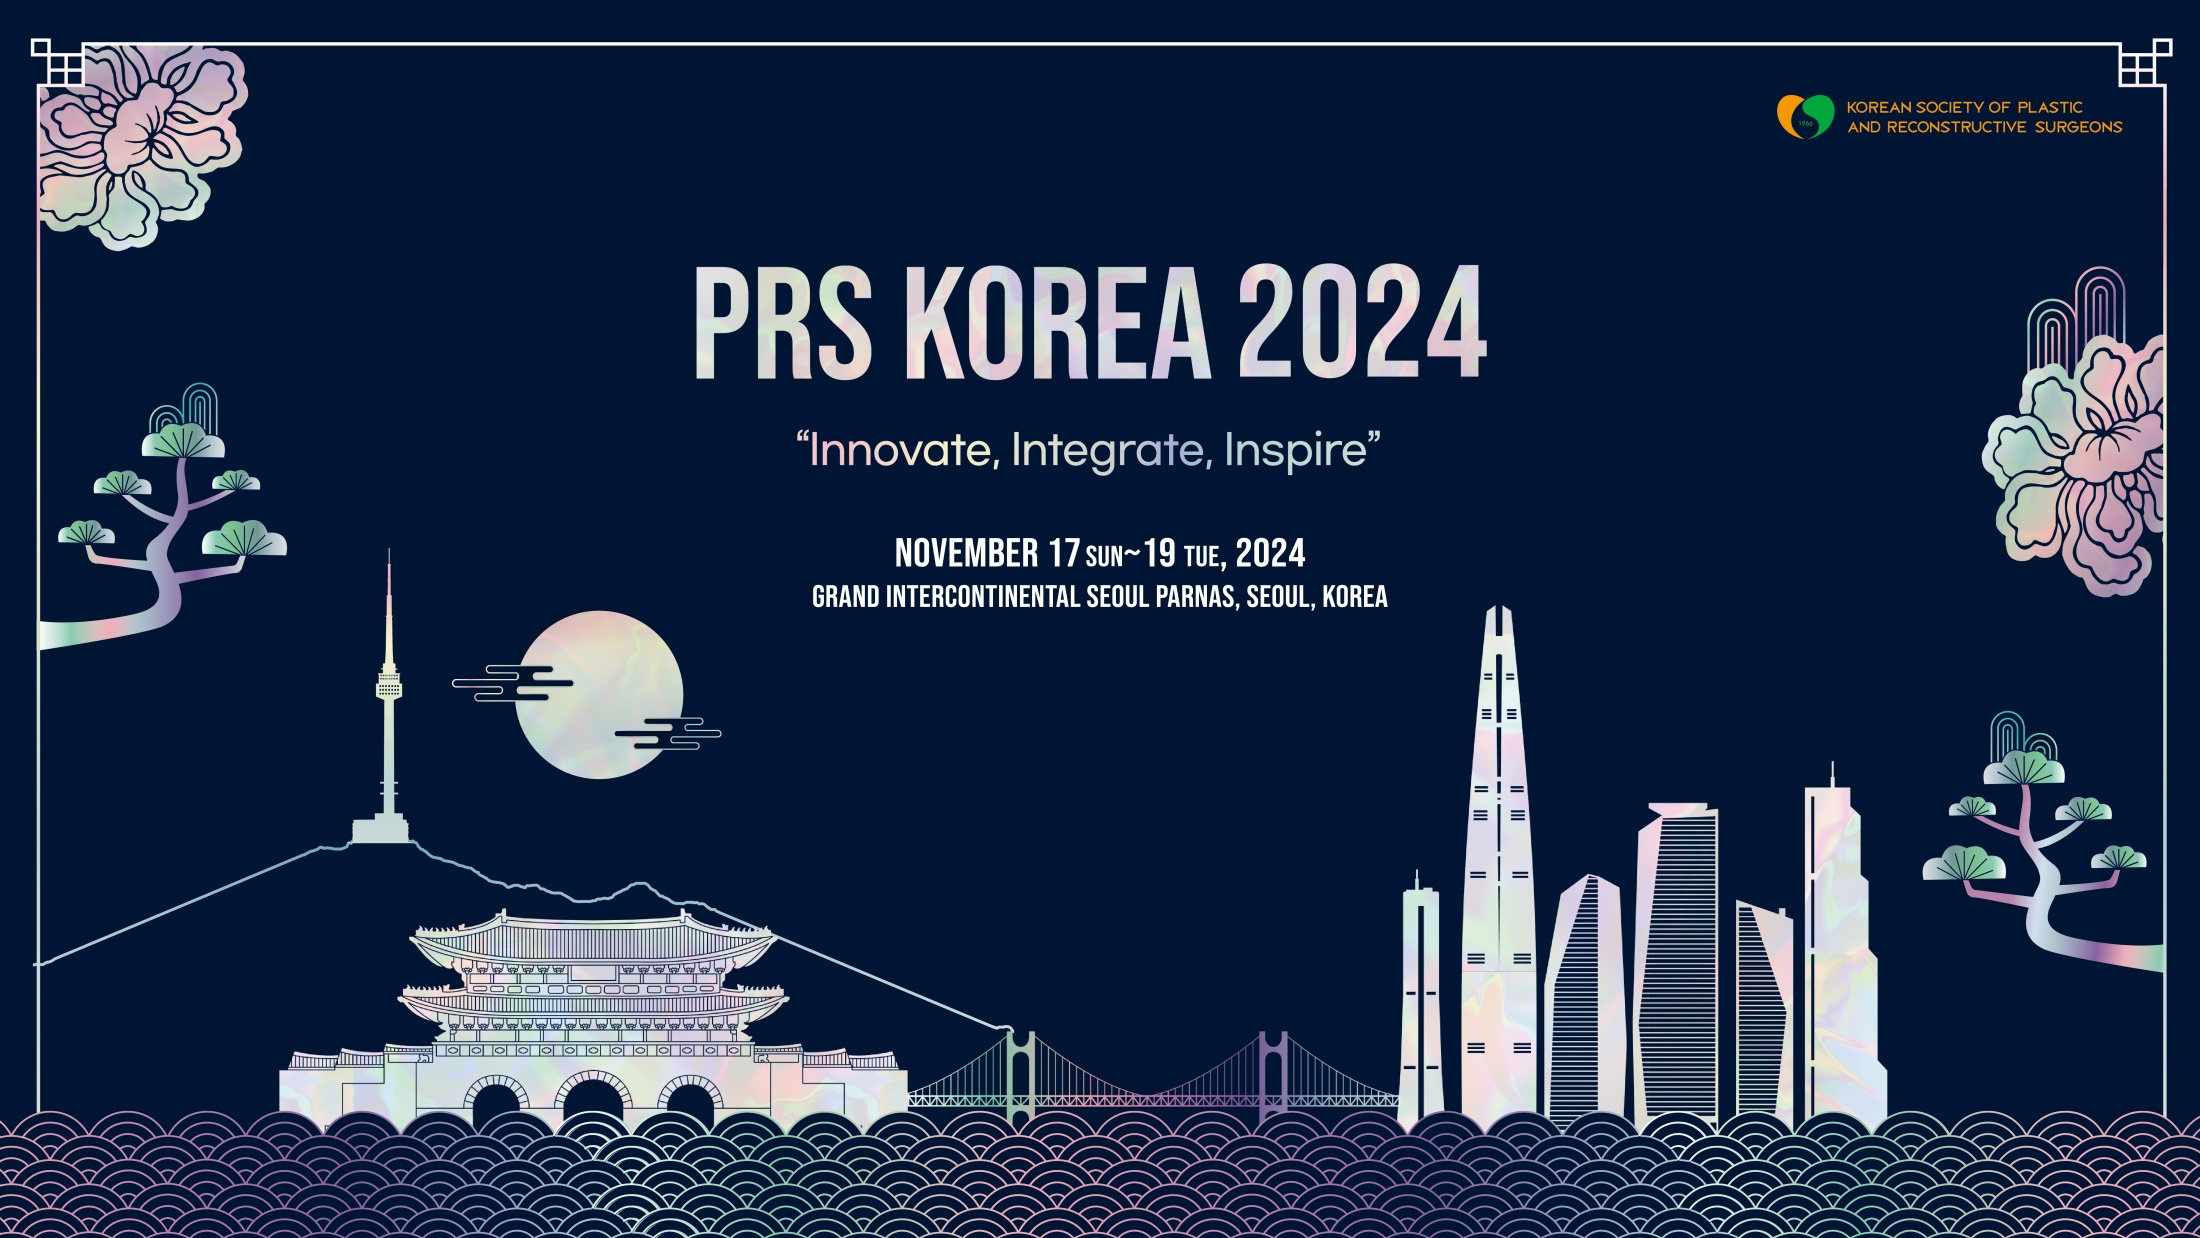 KOREAN SOCIETY OF PLASTIC
AND RECONSTRUCTIVE SURGEONS
1966
PRS KOREA 2024
“Innovate, Integrate, Inspire”
NOVEMBER 17 SUN~19 TUE, 2024
GRAND INTERCONTINENTAL SEOUL PARNAS, SEOUL, KOREA